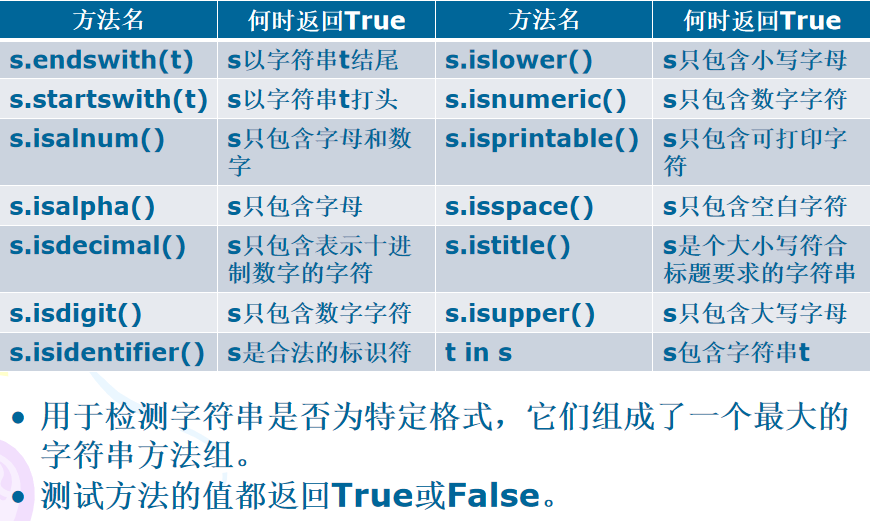 方法名 何时返回True 方法名 何时返回True
s.endswith(t) s以字符串t结尾 s.islower() s只包含小写字母
s.startswith(t) s以字符串t打头 s.isnumeric() s只包含数字字符
s.isalnum() s只包含字母和数 s.isprintable() s只包含可打印字
字 符
s.isalpha() s只包含字母 s.isspace() s只包含空白字符
s.isdecimal() s只包含表示十进 s.istitle() s是个大小写符合
制数字的字符 标题要求的字符串
s.isdigit() s只包含数字字符 s.isupper() s只包含大写字母
s.isidentifier() s是合法的标识符 t in s s包含字符串t
• 用于检测字符串是否为特定格式，它们组成了一个最大的
字符串方法组。
• 测试方法的值都返回True或False。